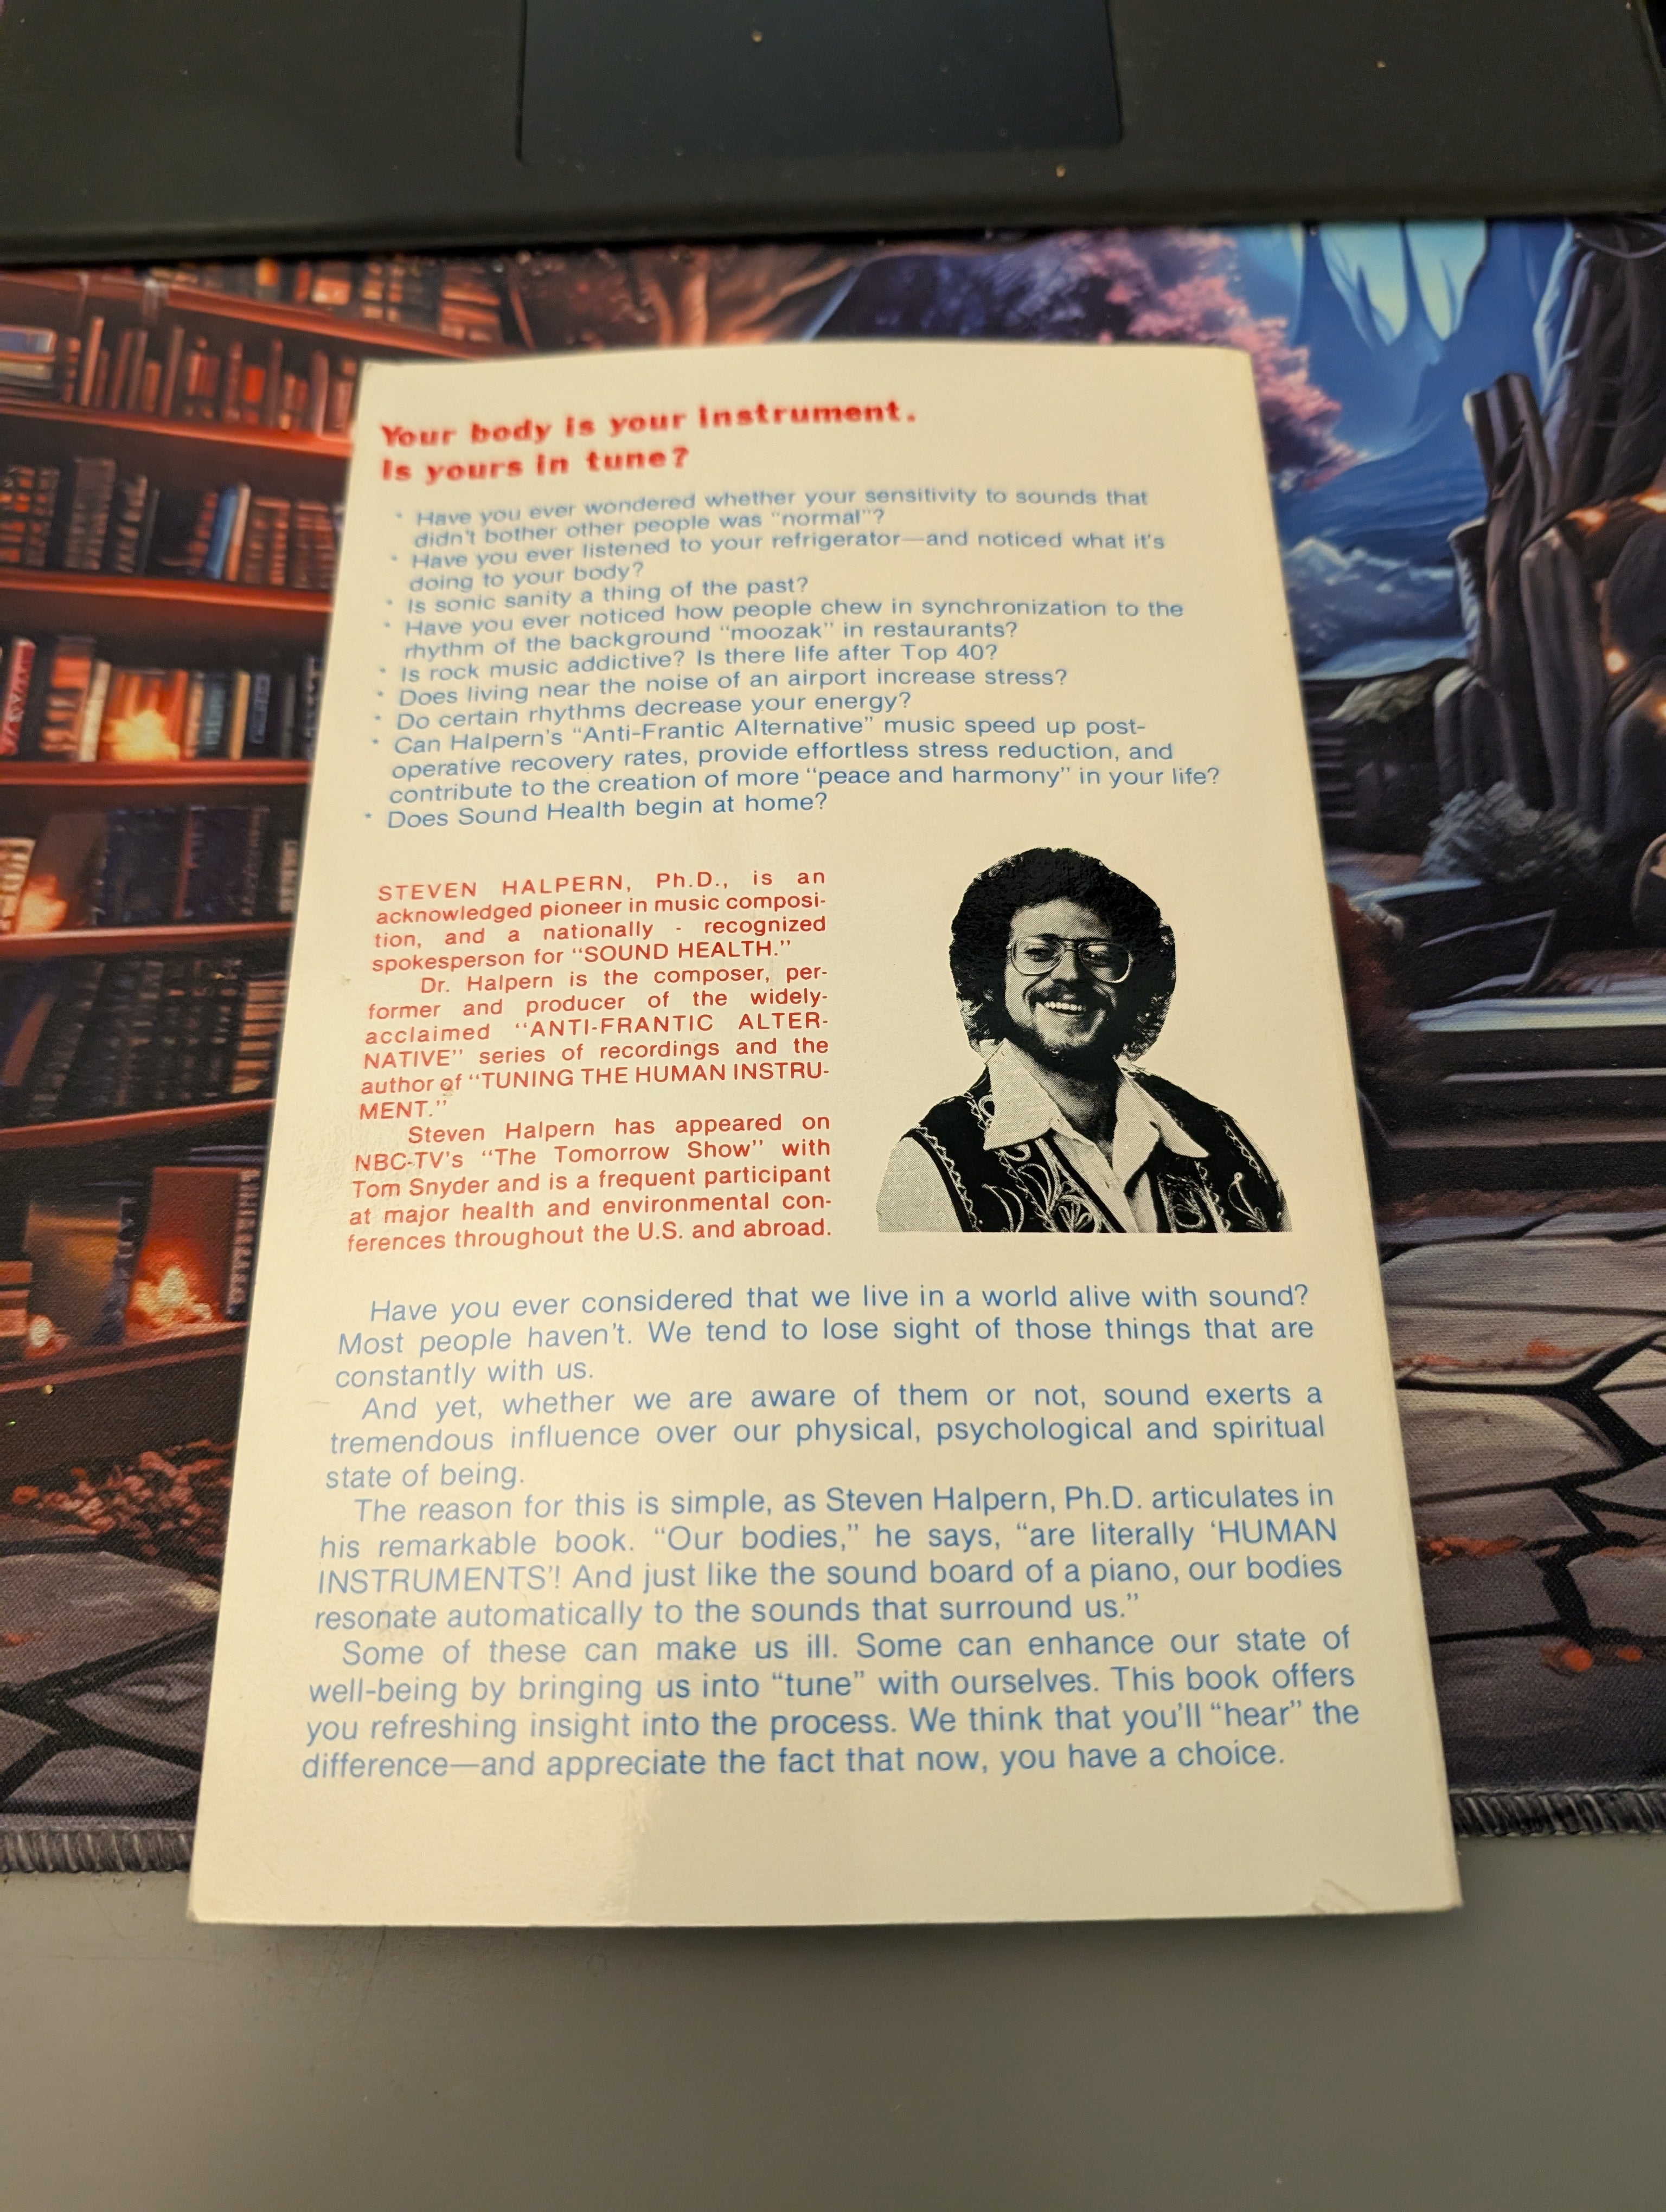 Your body is your instrument.
Is yours in tune?
* Have you ever wondered whether your sensitivity to sounds that
didn't bother other people was "normal"?
* Have you ever listened to your refrigerator—and noticed what it's
doing to your body?
* Is sonic sanity a thing of the past?
* Have you ever noticed how people chew in synchronization to the
rhythm of the background "moozak" in restaurants?
* Is rock music addictive? Is there life after Top 40?
* Does living near the noise of an airport increase stress?
* Do certain rhythms decrease your energy?
* Can Halpern's "Anti-Frantic Alternative" music speed up post-
operative recovery rates, provide effortless stress reduction, and
contribute to the creation of more "peace and harmony" in your life?
* Does Sound Health begin at home?
STEVEN HALPERN, Ph.D., is an
acknowledged pioneer in music composi-
tion, and a nationally - recognized
spokesperson for "SOUND HEALTH."
Dr. Halpern is the composer, per-
former and producer of the widely-
acclaimed "ANTI-FRANTIC ALTER-
NATIVE" series of recordings and the
author of "TUNING THE HUMAN INSTRU-
MENT."
Steven Halpern has appeared on
NBC-TV's "The Tomorrow Show" with
Tom Snyder and is a frequent participant
at major health and environmental con-
ferences throughout the U.S. and abroad.
Have you ever considered that we live in a world alive with sound?
Most people haven't. We tend to lose sight of those things that are
constantly with us.
And yet, whether we are aware of them or not, sound exerts a
tremendous influence over our physical, psychological and spiritual
state of being.
The reason for this is simple, as Steven Halpern, Ph.D. articulates in
his remarkable book. "Our bodies," he says, "are literally 'HUMAN
INSTRUMENTS'! And just like the sound board of a piano, our bodies
resonate automatically to the sounds that surround us."
Some of these can make us ill. Some can enhance our state of
well-being by bringing us into "tune" with ourselves. This book offers
you refreshing insight into the process. We think that you'll "hear" the
difference—and appreciate the fact that now, you have a choice.